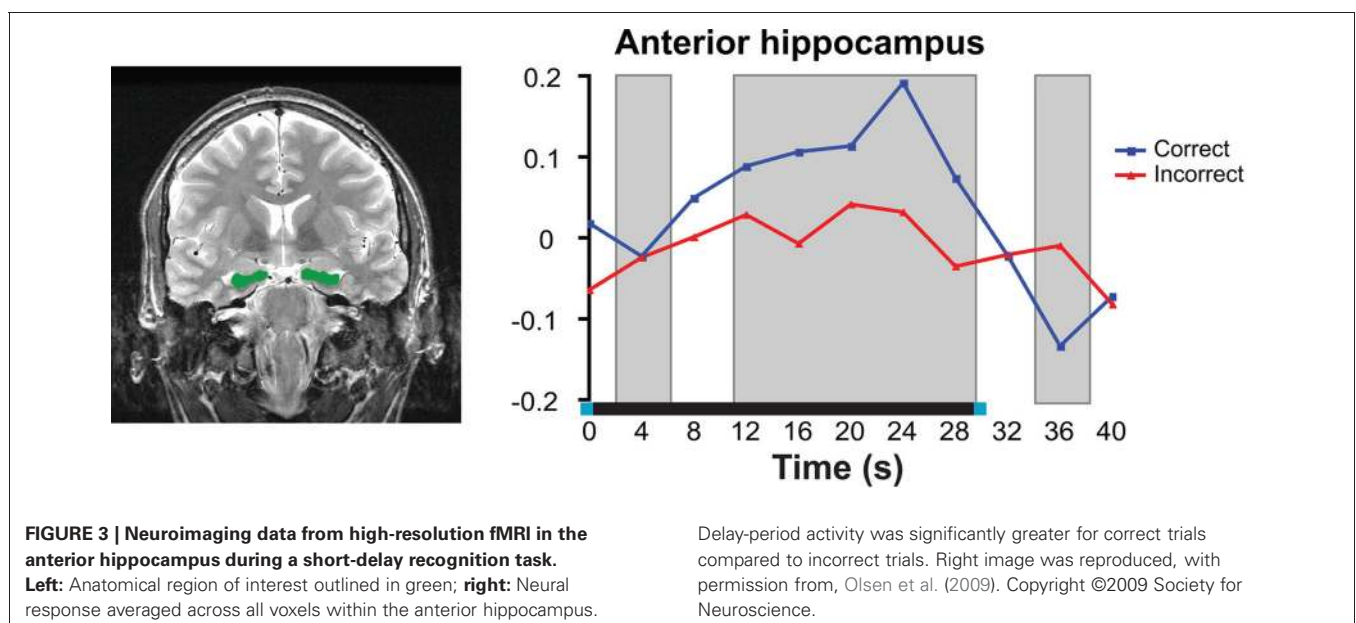 Anterior hippocampus
0.2
0.1
0
-0.1
-0.2
0 4 8 12 16 20 24 28 32 36 40
Time (s)
Correct
Incorrect
FIGURE 3 | Neuroimaging data from high-resolution fMRI in the
anterior hippocampus during a short-delay recognition task.
Left: Anatomical region of interest outlined in green; right: Neural
response averaged across all voxels within the anterior hippocampus.
Delay-period activity was significantly greater for correct trials
compared to incorrect trials. Right image was reproduced, with
permission from, Olsen et al. (2009). Copyright ©2009 Society for
Neuroscience.